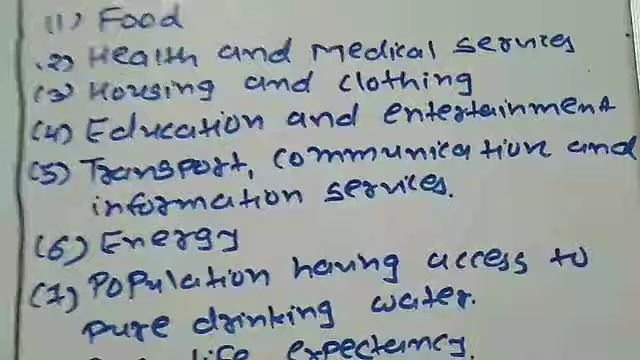 (1) Food
(2) Health and medical services
(3) Housing and clothing
(4) Education and entertainment
(5) Transport, communication and
information services.
(6) Energy
(7) Population having access to
pure drinking water.
life expectancy.